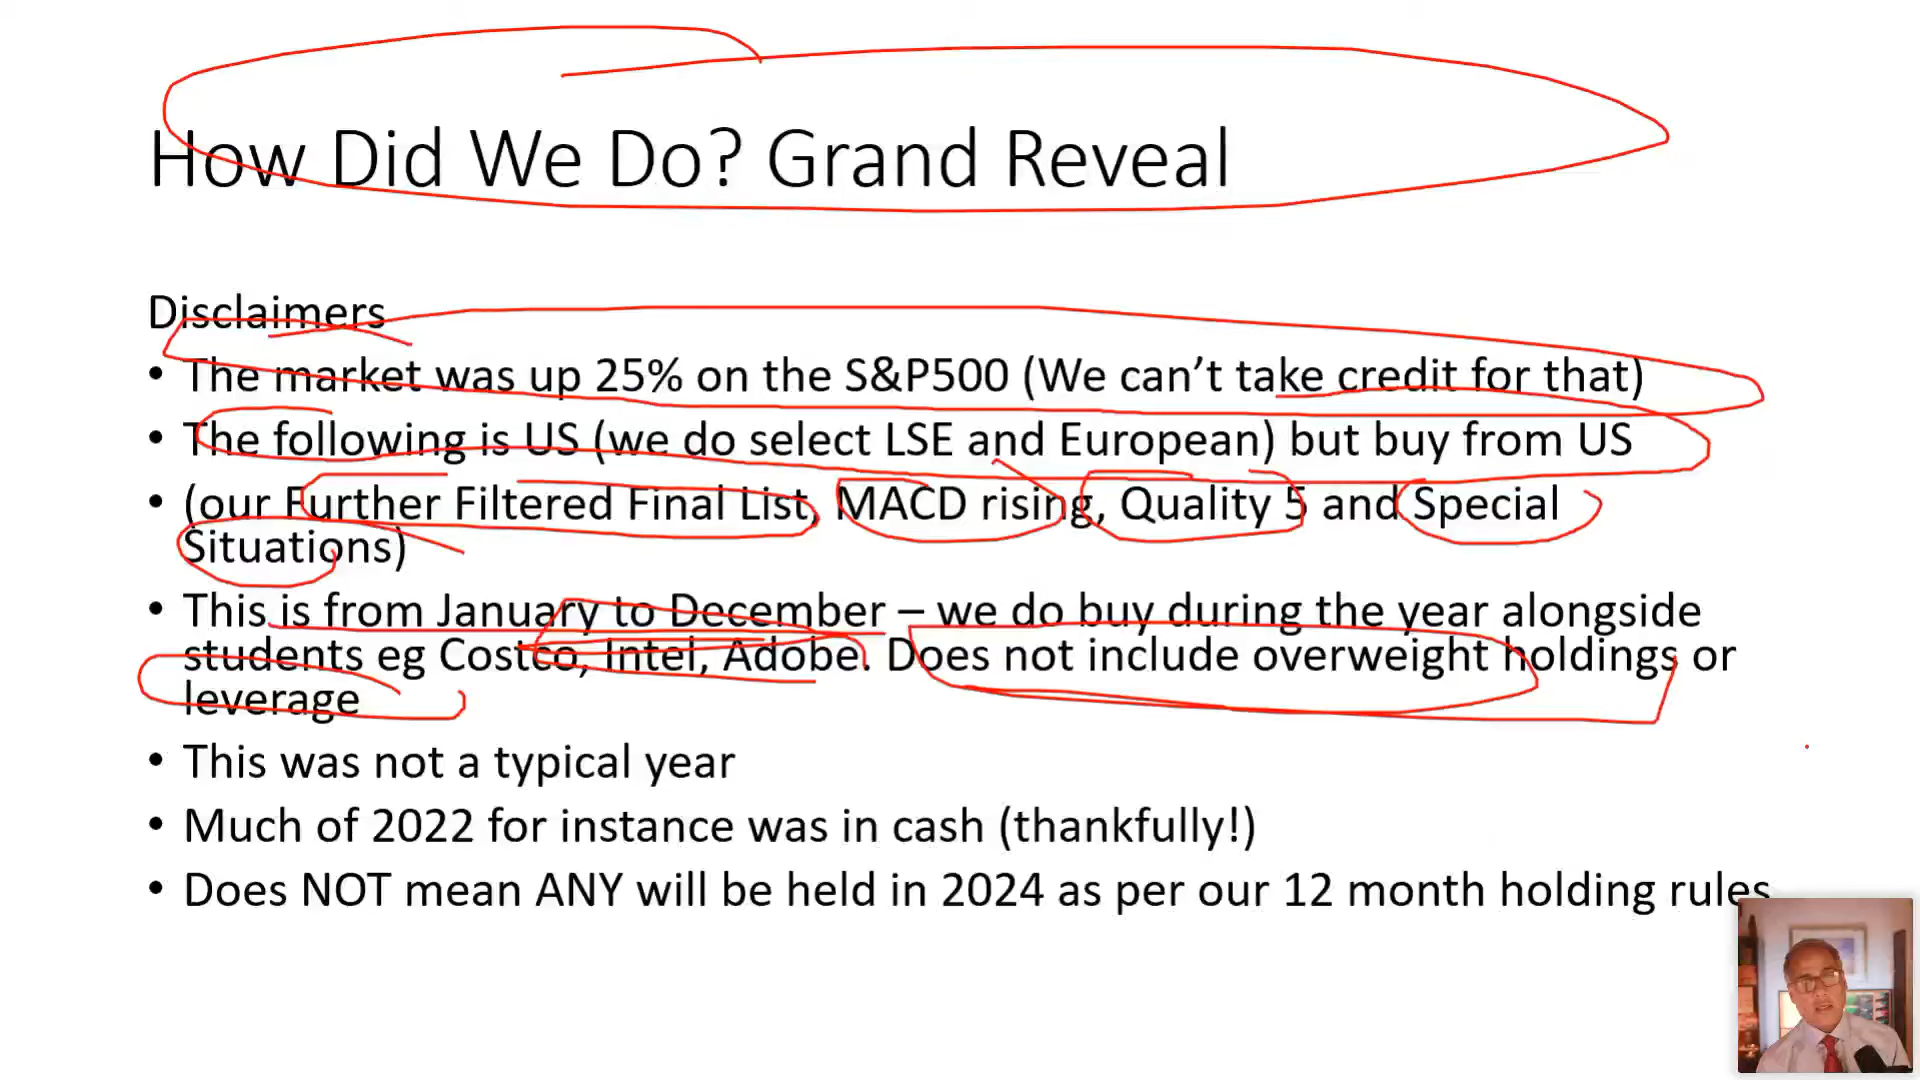 How Did We Do? Grand Reveal
Disclaimers
• The market was up 25% on the S&P500 (We can’t take credit for that)
• The following is US (we do select LSE and European) but buy from US
• (our Further Filtered Final List, MACD rising, Quality 5 and Special
Situations)
• This is from January to December – we do buy during the year alongside
students eg Costco, Intel, Adobe. Does not include overweight holdings or
leverage
• This was not a typical year
• Much of 2022 for instance was in cash (thankfully!)
• Does NOT mean ANY will be held in 2024 as per our 12 month holding rules